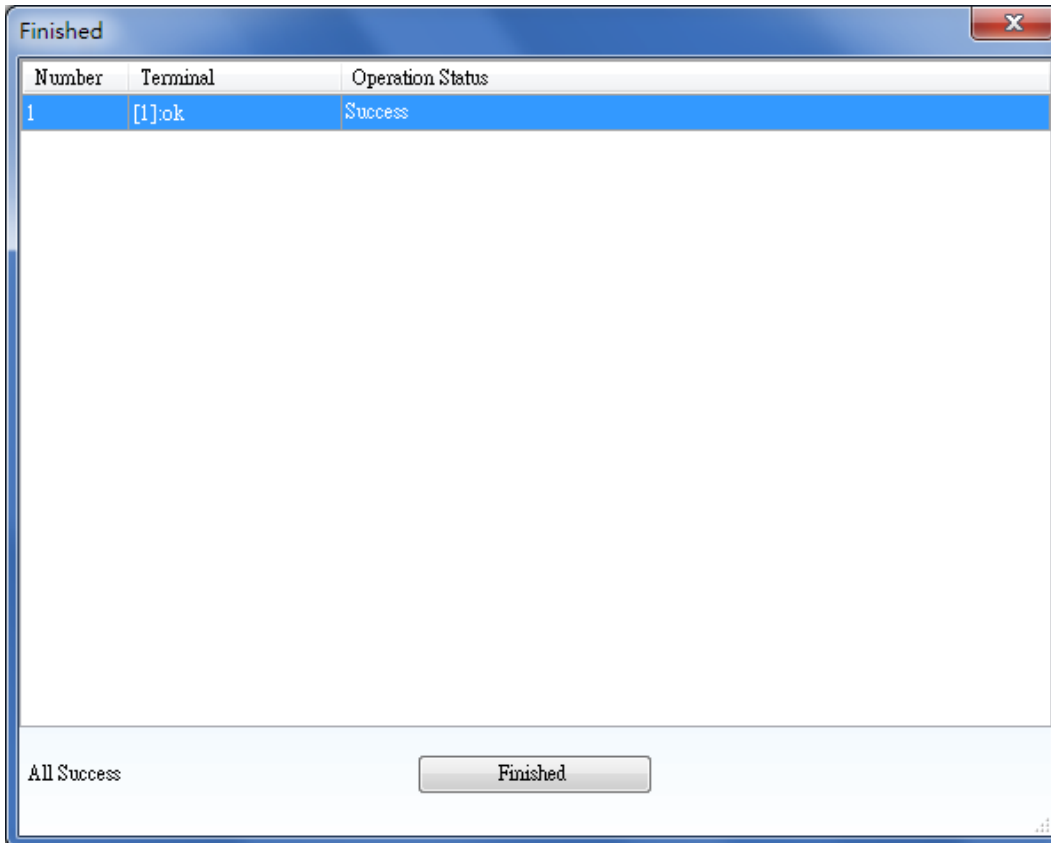 Finished
Number Terminal Operation Status
1 [1]:ok Success
All Success Finished